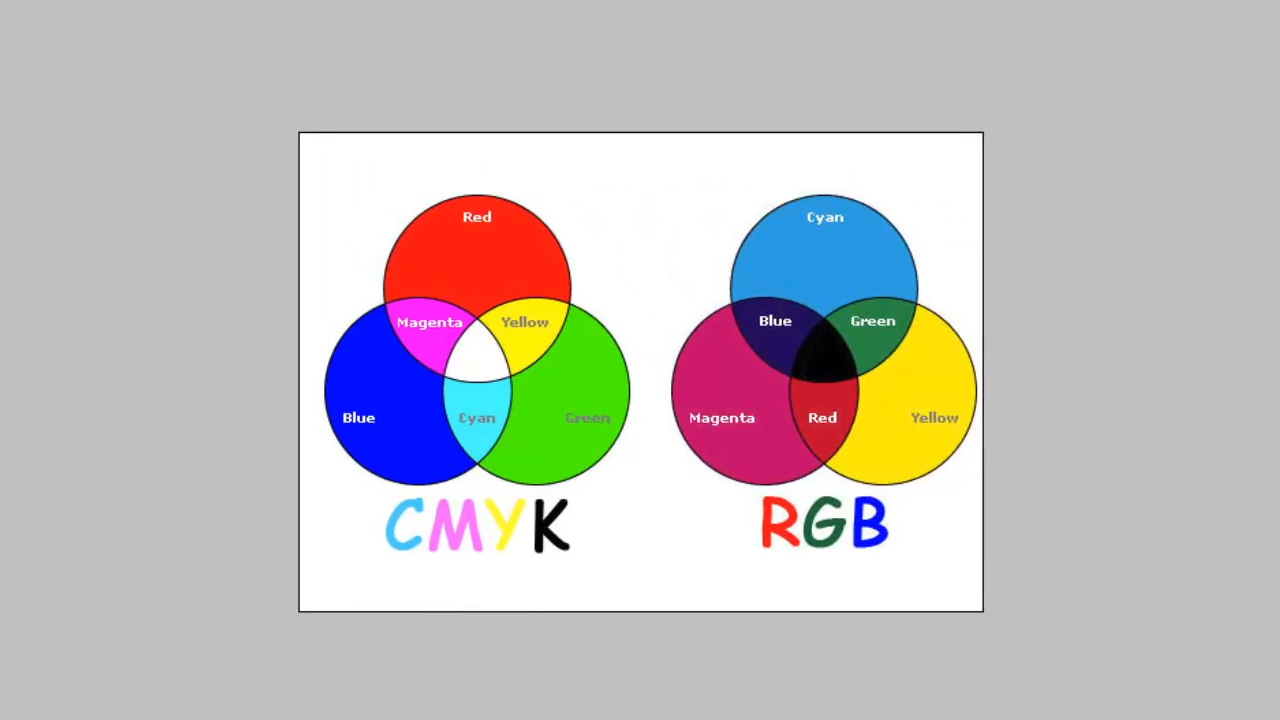 Red
Magenta
Yellow
Blue
Cyan
Green
CMYK
Cyan
Blue
Green
Magenta
Red
Yellow
RGB